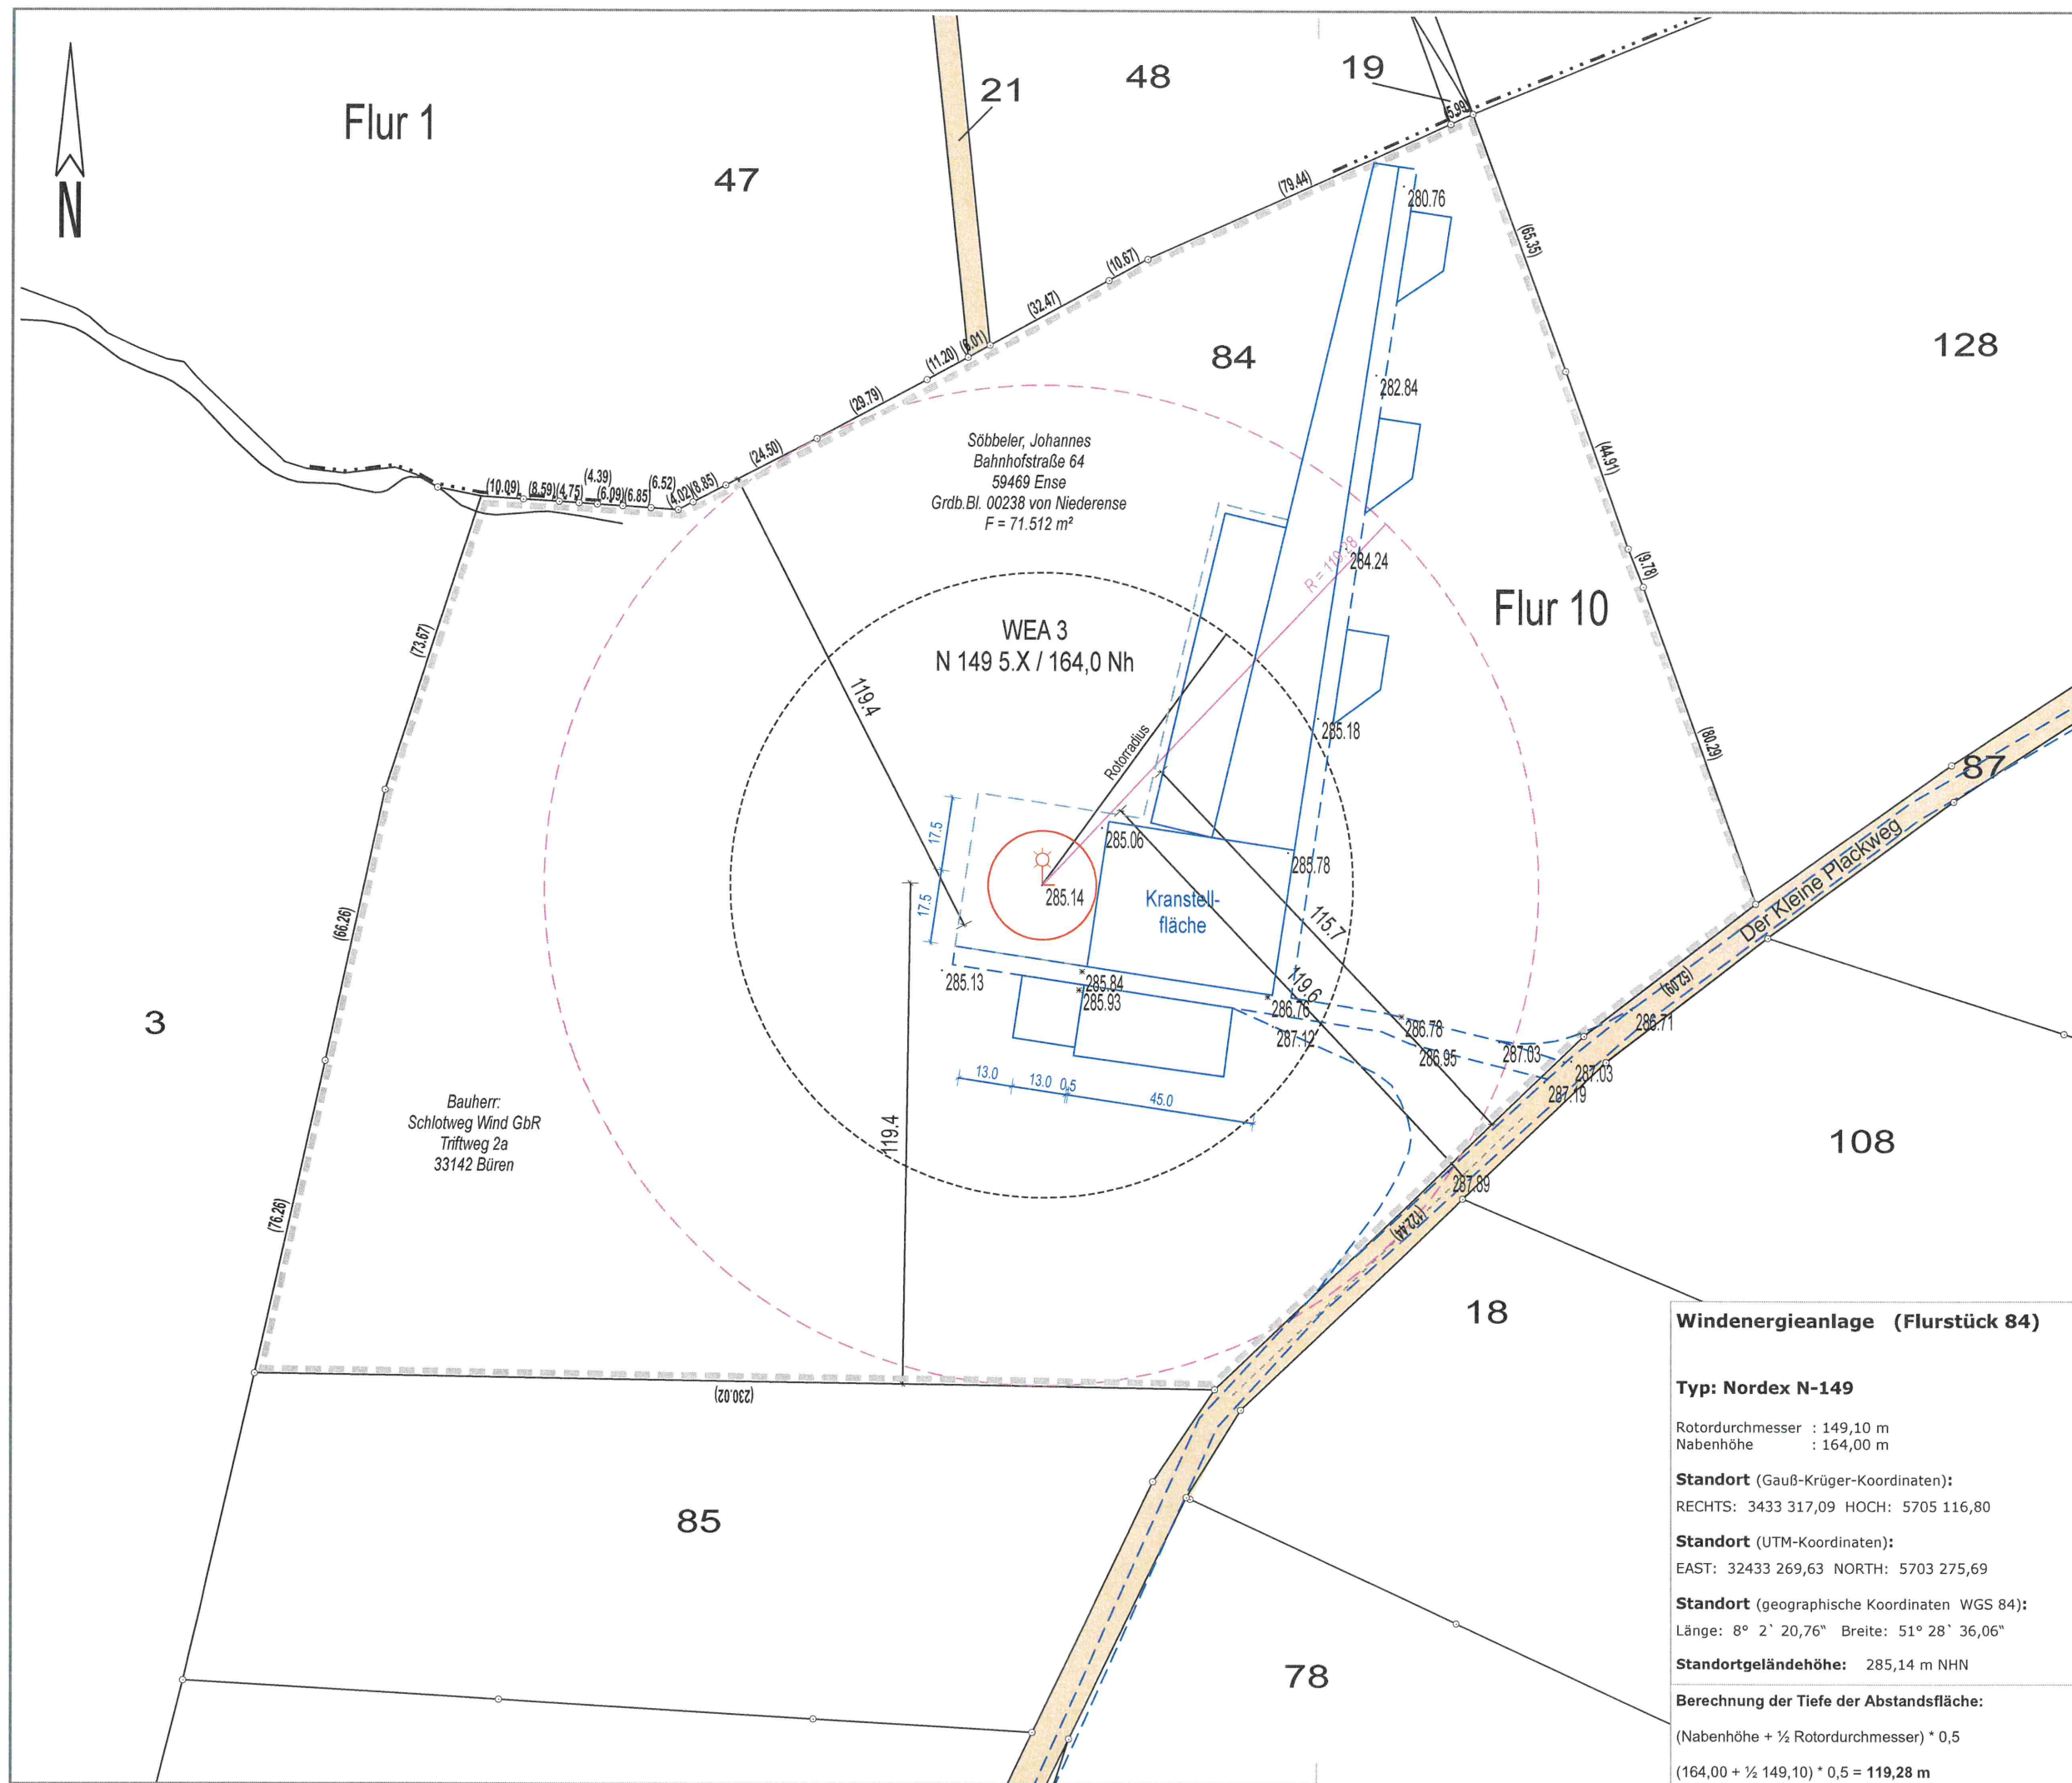 N
Flur 1
47
21
48
19
(5.99)
(79.44)
280.76
(65.35)
128
(10.67)
(32.47)
(6.01)
(11.20)
(29.79)
(24.50)
84
282.84
(44.91)
(10.09)
(8.59)
(4.75)
(4.39)
(6.09)
(6.85)
(6.52)
(4.02)
(8.85)
Söbbeler, Johannes
Bahnhofstraße 64
59469 Ense
Grdb.Bl. 00238 von Niederense
F = 71.512 m²
R = 119.28
284.24
(9.78)
Flur 10
(73.67)
WEA 3
N 149 5.X / 164,0 Nh
119.4
Rotorradius
285.18
(80.29)
87
Der Kleine Plackweg
17.5
17.5
285.06
285.78
285.14
Kranstell-
fläche
115.7
119.6
(66.26)
285.13
285.84
285.93
286.76
287.12
286.78
286.95
287.03
(52.09)
286.71
287.03
287.19
3
13.0
13.0
0.5
45.0
119.4
Bauherr:
Schlotweg Wind GbR
Triftweg 2a
33142 Büren
108
287.89
(122.44)
(76.26)
18
(230.02)
85
78
Windenergieanlage (Flurstück 84)
Typ: Nordex N-149
Rotordurchmesser : 149,10 m
Nabenhöhe : 164,00 m
Standort (Gauß-Krüger-Koordinaten):
RECHTS: 3433 317,09 HOCH: 5705 116,80
Standort (UTM-Koordinaten):
EAST: 32433 269,63 NORTH: 5703 275,69
Standort (geographische Koordinaten WGS 84):
Länge: 8° 2` 20,76“ Breite: 51° 28` 36,06“
Standortgeländehöhe: 285,14 m NHN
Berechnung der Tiefe der Abstandsfläche:
(Nabenhöhe + ½ Rotordurchmesser) * 0,5
(164,00 + ½ 149,10) * 0,5 = 119,28 m